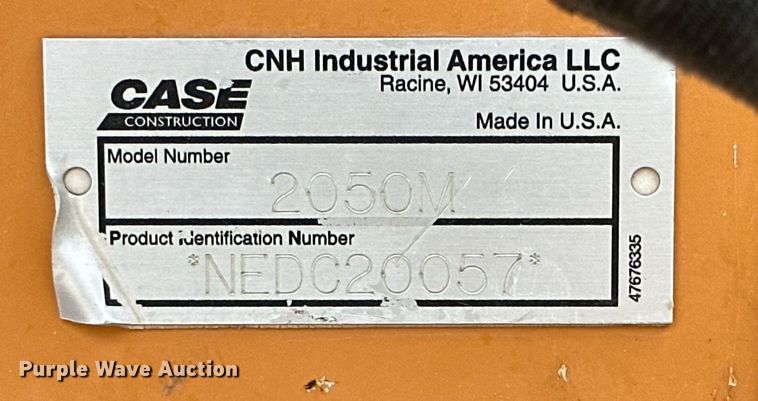 CNH Industrial America LLC
Racine, WI 53404 U.S.A.
CASE
CONSTRUCTION
Made In U.S.A.
Model Number
2050M
Product Identification Number
*NEDC20057*
47676335
Purple Wave Auction